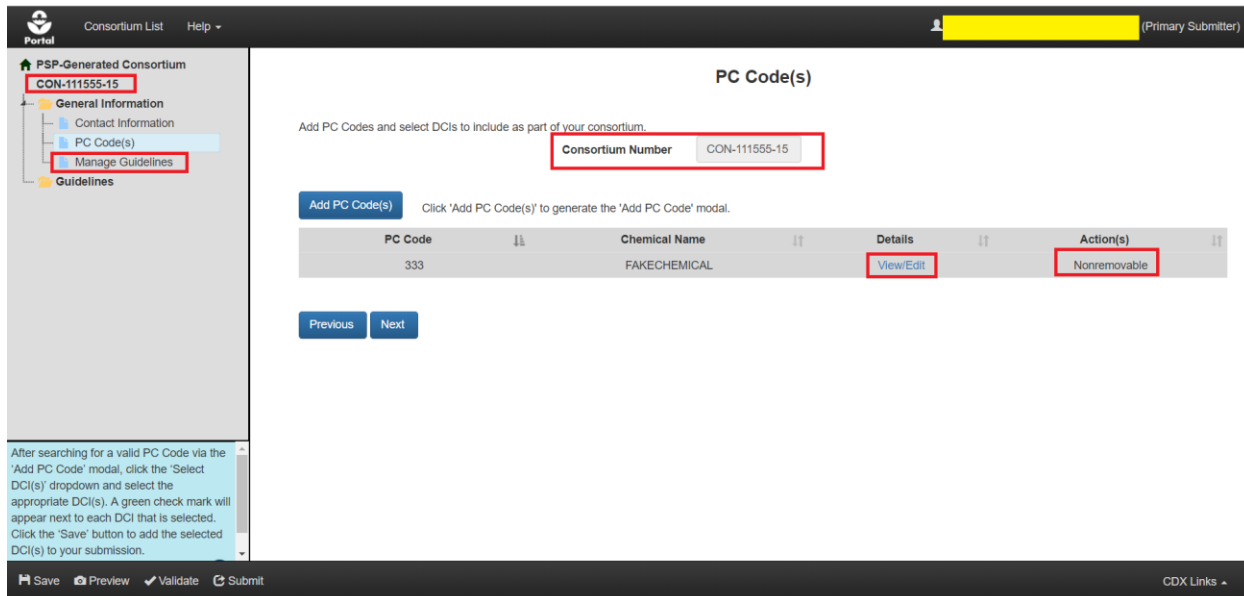 Portal
Consortium List
Help
(Primary Submitter)
PSP-Generated Consortium
CON-111555-15
General Information
Contact Information
PC Code(s)
Manage Guidelines
Guidelines
PC Code(s)
Add PC Codes and select DCIs to include as part of your consortium.
Consortium Number CON-111555-15
Add PC Code(s) Click 'Add PC Code(s)' to generate the 'Add PC Code' modal.
PC Code Chemical Name Details Action(s)
333 FAKECHEMICAL View/Edit Nonremovable
Previous Next
After searching for a valid PC Code via the
'Add PC Code' modal, click the 'Select
DCI(s)' dropdown and select the
appropriate DCI(s). A green check mark will
appear next to each DCI that is selected.
Click the 'Save' button to add the selected
DCI(s) to your submission.
Save Preview Validate Submit CDX Links